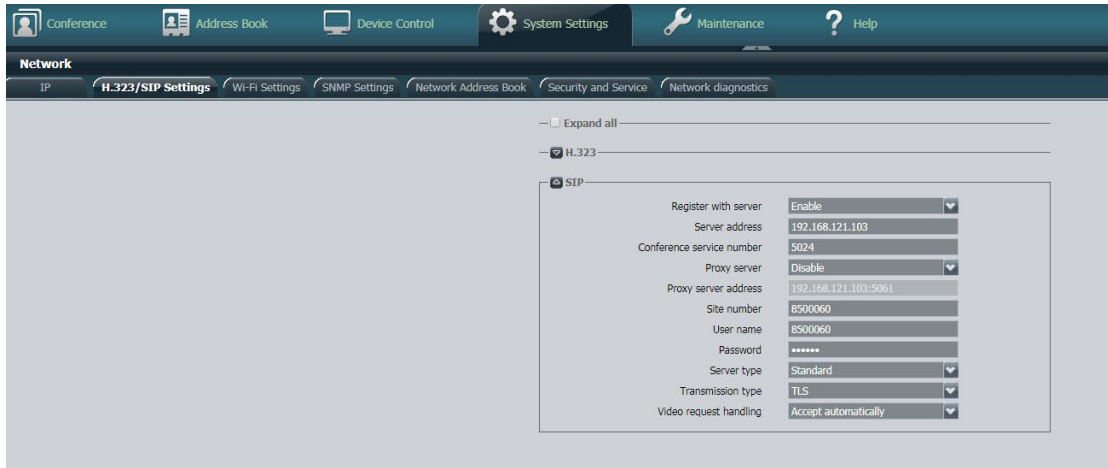 Conference Address Book Device Control System Settings Maintenance ? Help
Network
IP H.323/SIP Settings Wi-Fi Settings SNMP Settings Network Address Book Security and Service Network diagnostics
Expand all
H.323
SIP
Register with server Enable
Server address 192.168.121.103
Conference service number 5024
Proxy server Disable
Proxy server address 192.168.121.103:5061
Site number 8500060
User name 8500060
Password ••••••
Server type Standard
Transmission type TLS
Video request handling Accept automatically